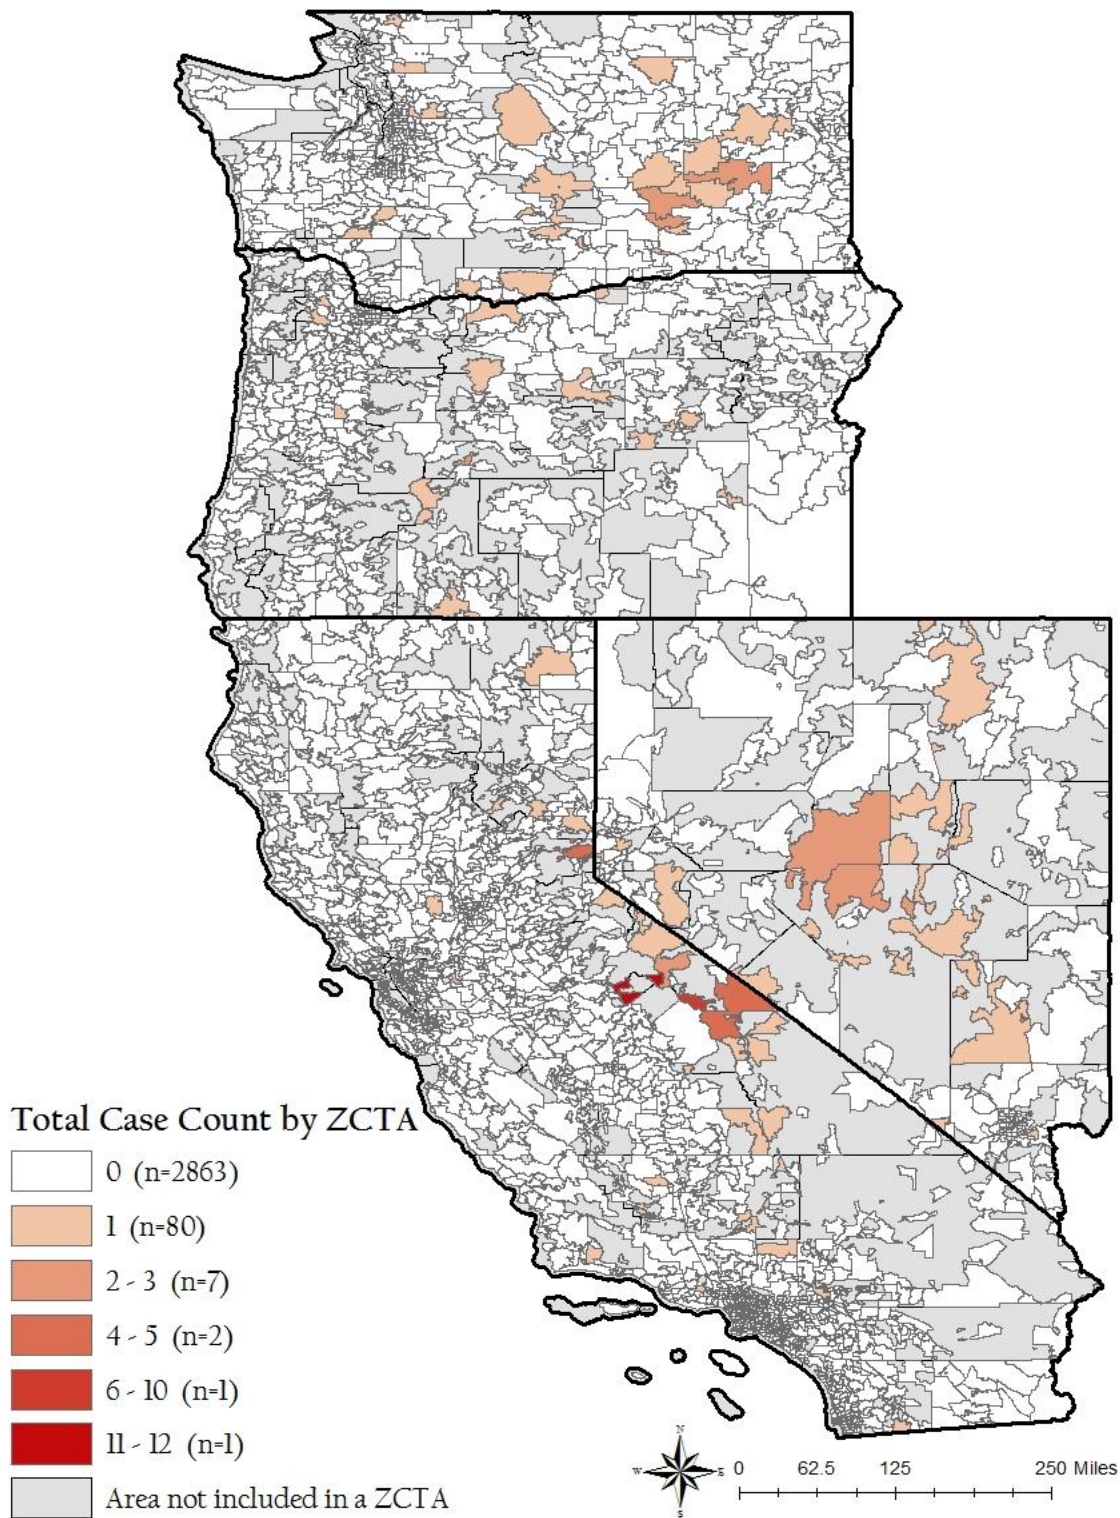 Total Case Count by ZCTA
0 (n=2863)
1 (n=80)
2 - 3 (n=7)
4 - 5 (n=2)
6 - 10 (n=1)
11 - 12 (n=1)
Area not included in a ZCTA
N
W E
S
0 62.5 125 250 Miles